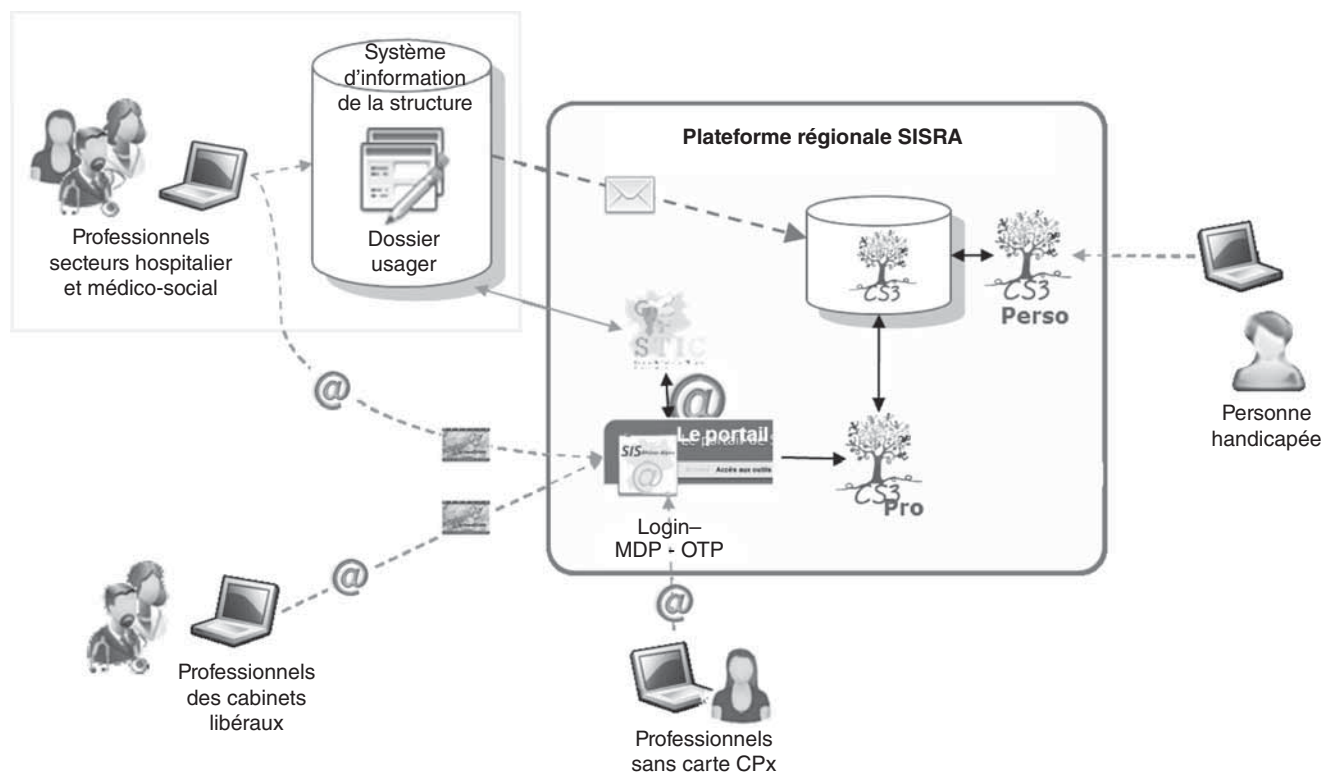 Système
d'information
de la structure
Dossier
usager
Professionnels
secteurs hospitalier
et médico-social
Plateforme régionale SISRA
CS3
CS3
Perso
STIC
@
@
Le portail
SIS
@
Accès aux outils
CS3
Pro
Login–
MDP - OTP
@
@
Personne
handicapée
Professionnels
des cabinets
libéraux
Professionnels
sans carte CPx